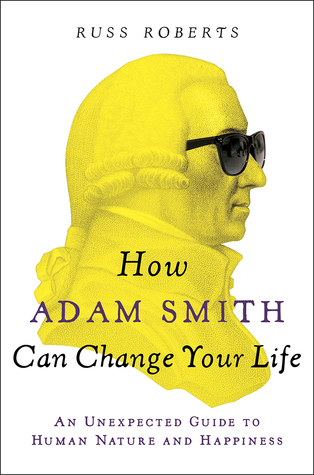 RUSS ROBERTS
How
ADAM SMITH
Can Change Your Life
AN UNEXPECTED GUIDE TO
HUMAN NATURE AND HAPPINESS